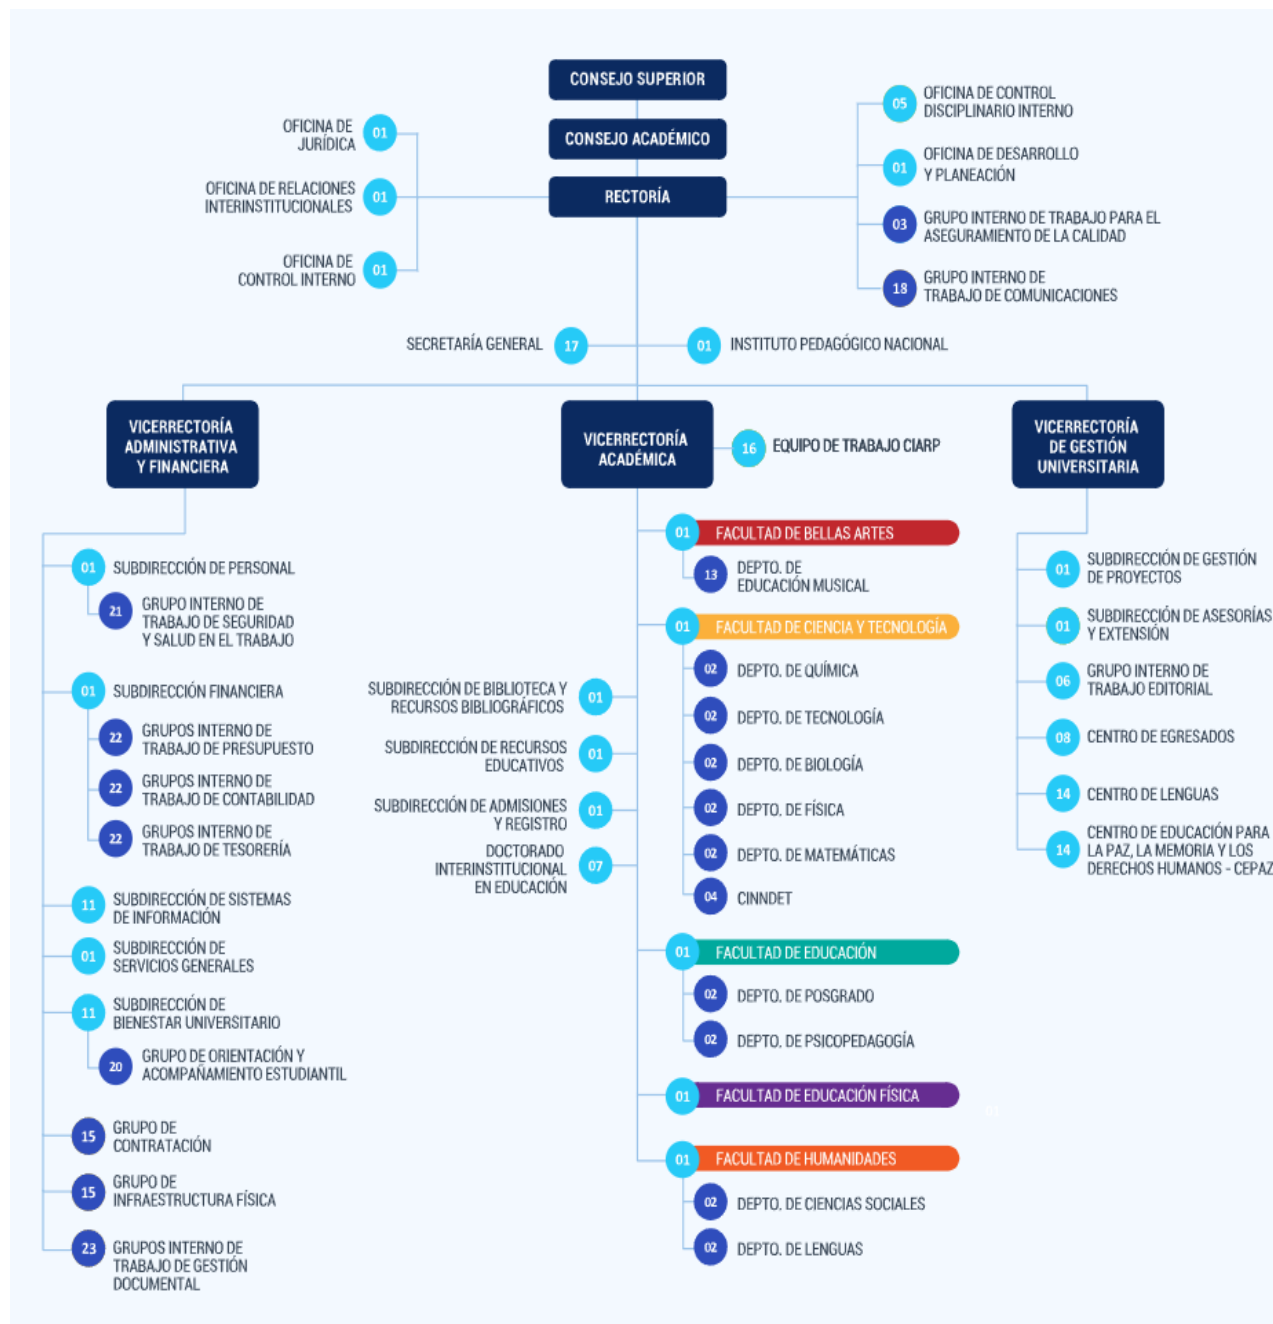 CONSEJO SUPERIOR
CONSEJO ACADÉMICO
RECTORÍA
OFICINA DE
JURÍDICA
01
OFICINA DE RELACIONES
INTERINSTITUCIONALES
01
OFICINA DE
CONTROL INTERNO
01
05
OFICINA DE CONTROL
DISCIPLINARIO INTERNO
01
OFICINA DE DESARROLLO
Y PLANEACIÓN
03
GRUPO INTERNO DE TRABAJO PARA EL
ASEGURAMIENTO DE LA CALIDAD
18
GRUPO INTERNO DE
TRABAJO DE COMUNICACIONES
SECRETARÍA GENERAL
17
01
INSTITUTO PEDAGÓGICO NACIONAL
VICERRECTORÍA
ADMINISTRATIVA
Y FINANCIERA
01
SUBDIRECCIÓN DE PERSONAL
21
GRUPO INTERNO DE
TRABAJO DE SEGURIDAD
Y SALUD EN EL TRABAJO
01
SUBDIRECCIÓN FINANCIERA
22
GRUPOS INTERNO DE
TRABAJO DE PRESUPUESTO
22
GRUPOS INTERNO DE
TRABAJO DE CONTABILIDAD
22
GRUPOS INTERNO DE
TRABAJO DE TESORERÍA
11
SUBDIRECCIÓN DE SISTEMAS
DE INFORMACIÓN
01
SUBDIRECCIÓN DE
SERVICIOS GENERALES
11
SUBDIRECCIÓN DE
BIENESTAR UNIVERSITARIO
20
GRUPO DE ORIENTACIÓN Y
ACOMPAÑAMIENTO ESTUDIANTIL
15
GRUPO DE
CONTRATACIÓN
15
GRUPO DE
INFRAESTRUCTURA FÍSICA
23
GRUPOS INTERNO DE
TRABAJO DE GESTIÓN
DOCUMENTAL
VICERRECTORÍA
ACADÉMICA
16
EQUIPO DE TRABAJO CIARP
SUBDIRECCIÓN DE BIBLIOTECA Y
RECURSOS BIBLIOGRÁFICOS
01
SUBDIRECCIÓN DE RECURSOS
EDUCATIVOS
01
SUBDIRECCIÓN DE ADMISIONES
Y REGISTRO
01
DOCTORADO
INTERINSTITUCIONAL
EN EDUCACIÓN
07
01
FACULTAD DE BELLAS ARTES
13
DEPTO. DE
EDUCACIÓN MUSICAL
01
FACULTAD DE CIENCIA Y TECNOLOGÍA
02
DEPTO. DE QUÍMICA
02
DEPTO. DE TECNOLOGÍA
02
DEPTO. DE BIOLOGÍA
02
DEPTO. DE FÍSICA
02
DEPTO. DE MATEMÁTICAS
04
CINNDET
01
FACULTAD DE EDUCACIÓN
02
DEPTO. DE POSGRADO
02
DEPTO. DE PSICOPEDAGOGÍA
01
FACULTAD DE EDUCACIÓN FÍSICA
01
01
FACULTAD DE HUMANIDADES
02
DEPTO. DE CIENCIAS SOCIALES
02
DEPTO. DE LENGUAS
VICERRECTORÍA
DE GESTIÓN
UNIVERSITARIA
01
SUBDIRECCIÓN DE GESTIÓN
DE PROYECTOS
01
SUBDIRECCIÓN DE ASESORÍAS
Y EXTENSIÓN
06
GRUPO INTERNO DE
TRABAJO EDITORIAL
08
CENTRO DE EGRESADOS
14
CENTRO DE LENGUAS
14
CENTRO DE EDUCACIÓN PARA
LA PAZ, LA MEMORIA Y LOS
DERECHOS HUMANOS - CEPAZ